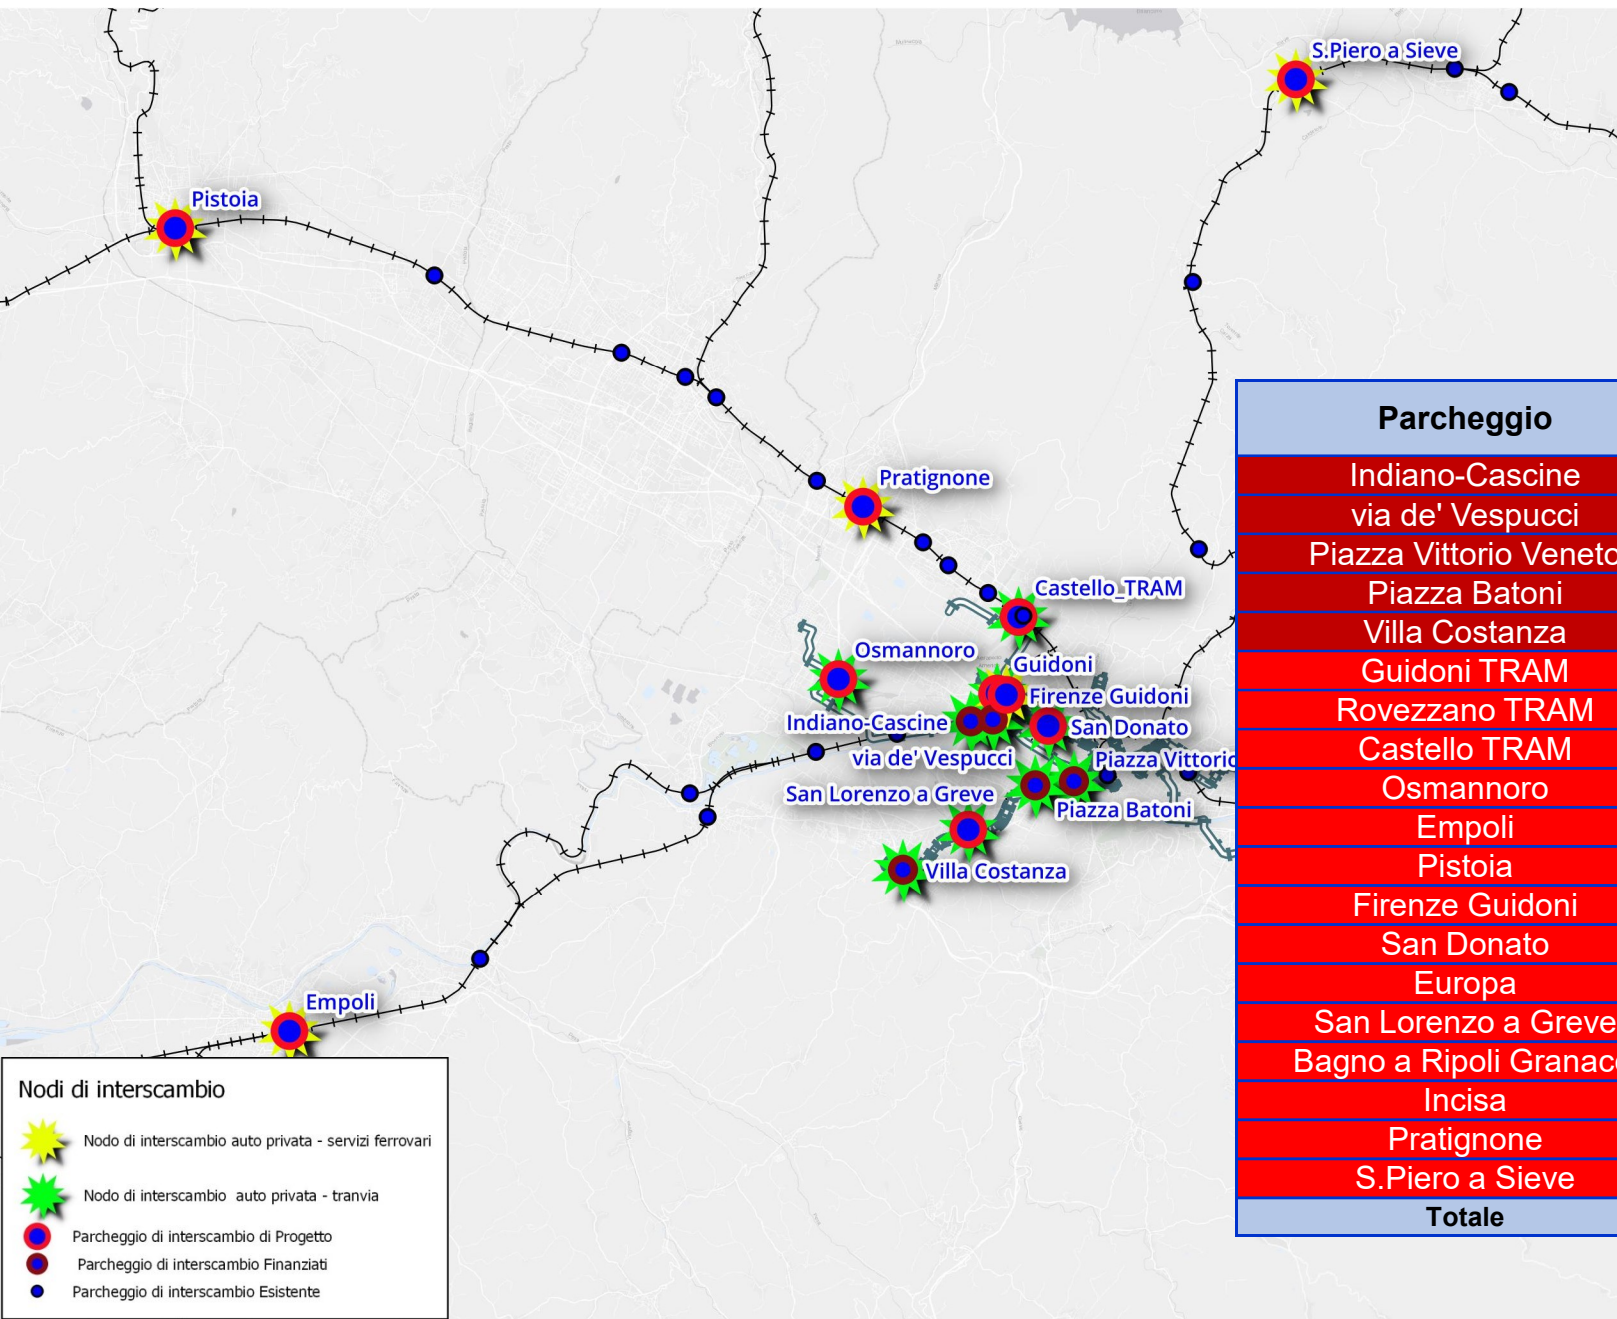 S.Piero a Sieve
Pistoia
Pratignone
Castello_TRAM
Osmannoro
Guidoni
Firenze Guidoni
Indiano-Cascine
San Donato
via de' Vespucci
Piazza Vittorio
San Lorenzo a Greve
Piazza Batoni
Villa Costanza
Empoli
Nodi di interscambio
Nodo di interscambio auto privata - servizi ferrovari
Nodo di interscambio auto privata - tranvia
Parcheggio di interscambio di Progetto
Parcheggio di interscambio Finanziati
Parcheggio di interscambio Esistente
Parcheggio
Indiano-Cascine
via de' Vespucci
Piazza Vittorio Veneto
Piazza Batoni
Villa Costanza
Guidoni TRAM
Rovezzano TRAM
Castello TRAM
Osmannoro
Empoli
Pistoia
Firenze Guidoni
San Donato
Europa
San Lorenzo a Greve
Bagno a Ripoli Granac
Incisa
Pratignone
S.Piero a Sieve
Totale